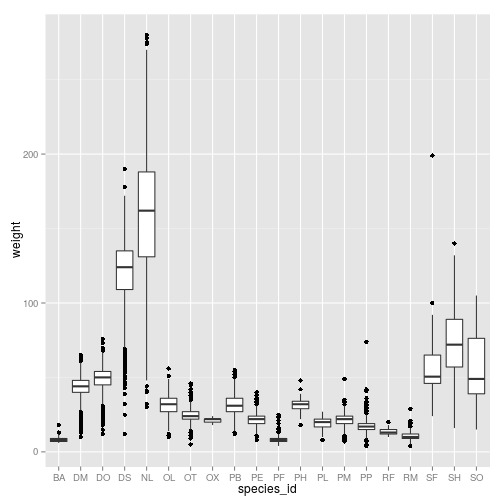 weight
200
100
0
BA DM DO DS NL OL OT OX PB PE PF PH PL PM PP RF RM SF SH SO
species_id